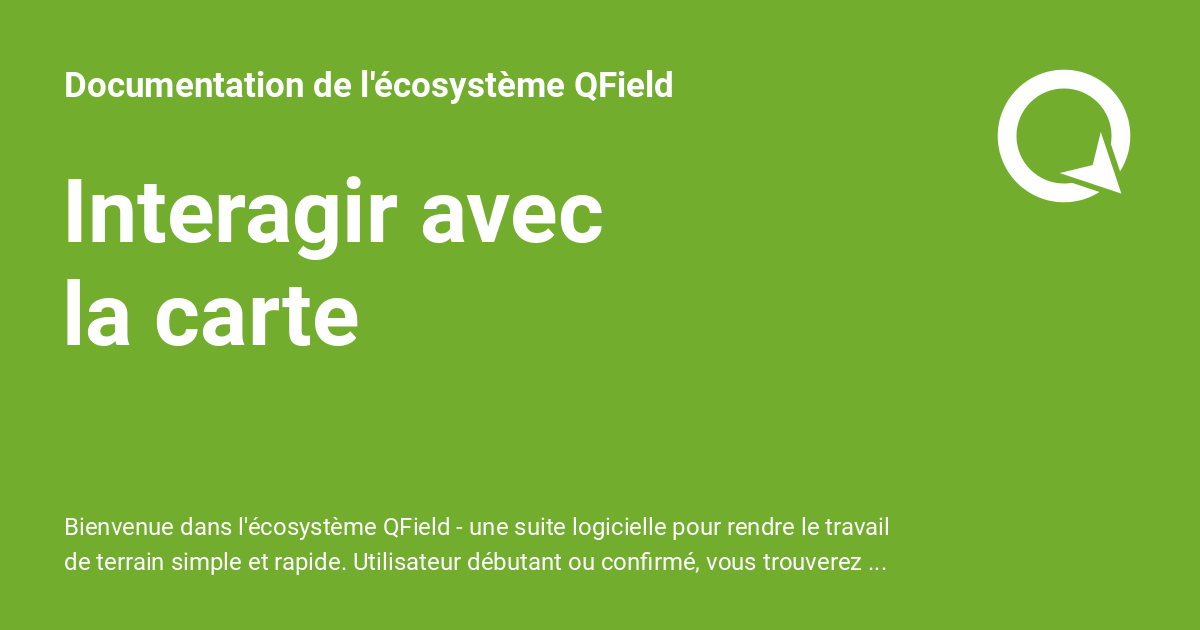 Documentation de l'écosystème QField
Interagir avec
la carte
Bienvenue dans l'écosystème QField - une suite logicielle pour rendre le travail
de terrain simple et rapide. Utilisateur débutant ou confirmé, vous trouverez ...